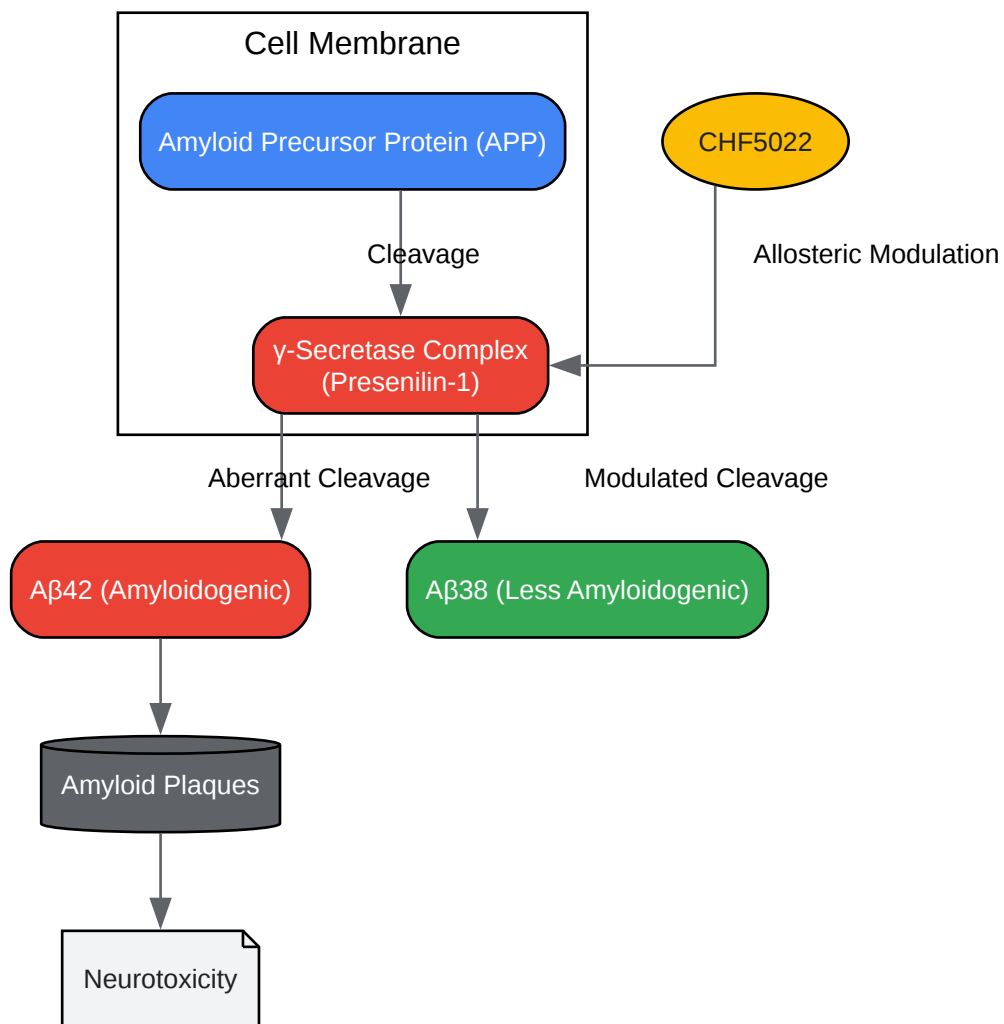 Cell Membrane
Amyloid Precursor Protein (APP)
CHF5022
Cleavage
Allosteric Modulation
γ-Secretase Complex
(Presenilin-1)
Aberrant Cleavage
Modulated Cleavage
Aβ42 (Amyloidogenic)
Aβ38 (Less Amyloidogenic)
Amyloid Plaques
Neurotoxicity